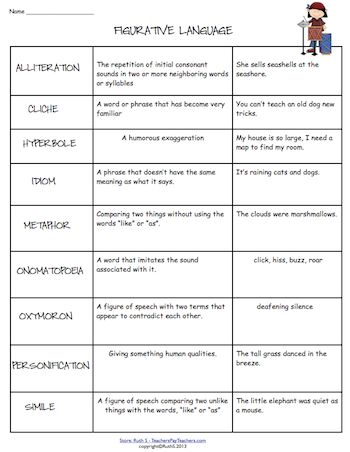 Name
FIGURATIVE LANGUAGE
ALLITERATION
The repetition of initial consonant
sounds in two or more neighboring words
or syllables
She sells seashells at the
seashore.
CLICHE
A word or phrase that has become very
familiar
You can't teach an old dog new
tricks.
HYPERBOLE
A humorous exaggeration
My house is so large, I need a
map to find my room.
IDIOM
A phrase that doesn't have the same
meaning as what it says.
It's raining cats and dogs.
METAPHOR
Comparing two things without using the
words "like" or "as".
The clouds were marshmallows.
ONOMATOPOEIA
A word that imitates the sound
associated with it.
click, hiss, buzz, roar
OXYMORON
A figure of speech with two terms that
appear to contradict each other.
deafening silence
PERSONIFICATION
Giving something human qualities.
The tall grass danced in the
breeze.
SIMILE
A figure of speech comparing two unlike
things with the words, "like" or "as"
The little elephant was quiet as
a mouse.
Store: Ruth S - TeachersPayTeachers.com
copyright©RuthS.2013